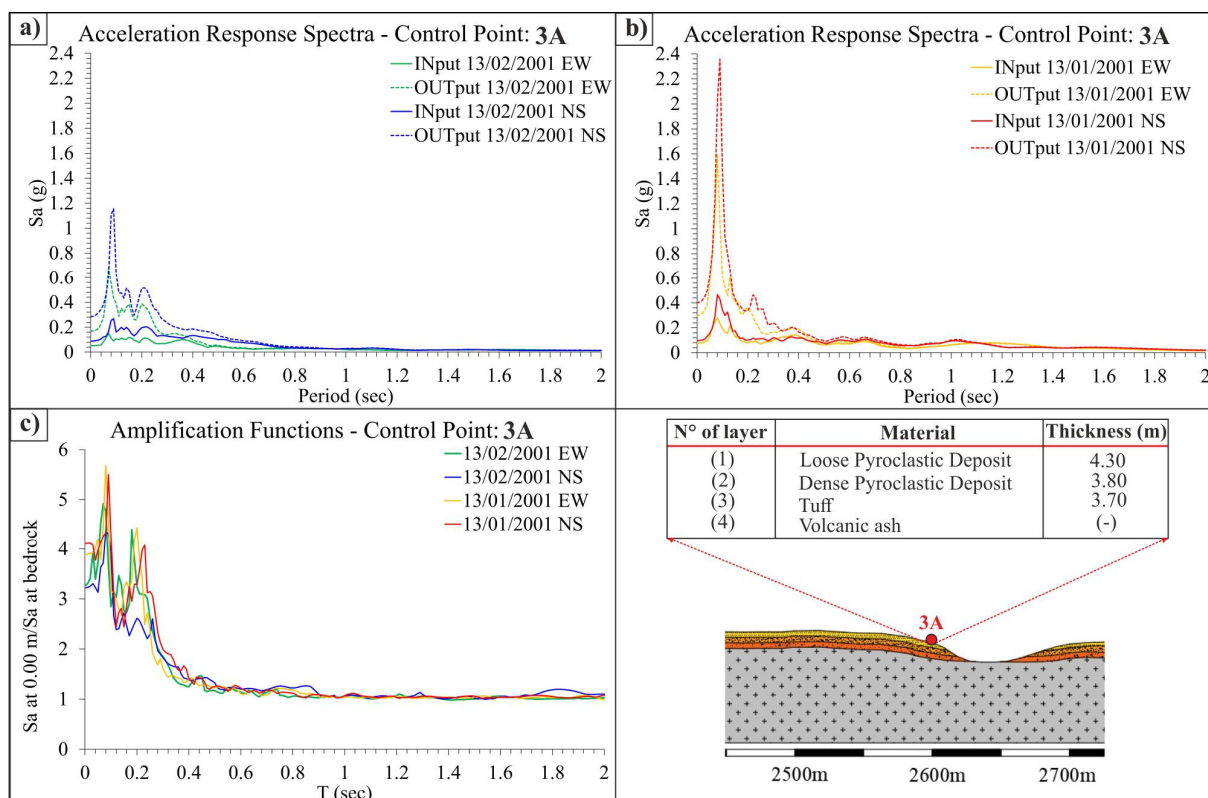 a)
Acceleration Response Spectra - Control Point: 3A
INput 13/02/2001 EW
OUTput 13/02/2001 EW
INput 13/02/2001 NS
OUTput 13/02/2001 NS
Sa (g)
2.4
2.2
2
1.8
1.6
1.4
1.2
1
0.8
0.6
0.4
0.2
0
0 0.2 0.4 0.6 0.8 1 1.2 1.4 1.6 1.8 2
Period (sec)
b)
Acceleration Response Spectra - Control Point: 3A
INput 13/01/2001 EW
OUTput 13/01/2001 EW
INput 13/01/2001 NS
OUTput 13/01/2001 NS
Sa (g)
2.4
2.2
2
1.8
1.6
1.4
1.2
1
0.8
0.6
0.4
0.2
0
0 0.2 0.4 0.6 0.8 1 1.2 1.4 1.6 1.8 2
Period (sec)
c)
Amplification Functions - Control Point: 3A
13/02/2001 EW
13/02/2001 NS
13/01/2001 EW
13/01/2001 NS
Sa at 0.00 m/Sa at bedrock
6
5
4
3
2
1
0
0 0.2 0.4 0.6 0.8 1 1.2 1.4 1.6 1.8 2
T (sec)
N° of layer Material Thickness (m)
(1) Loose Pyroclastic Deposit 4.30
(2) Dense Pyroclastic Deposit 3.80
(3) Tuff 3.70
(4) Volcanic ash (-)
3A
2500m 2600m 2700m